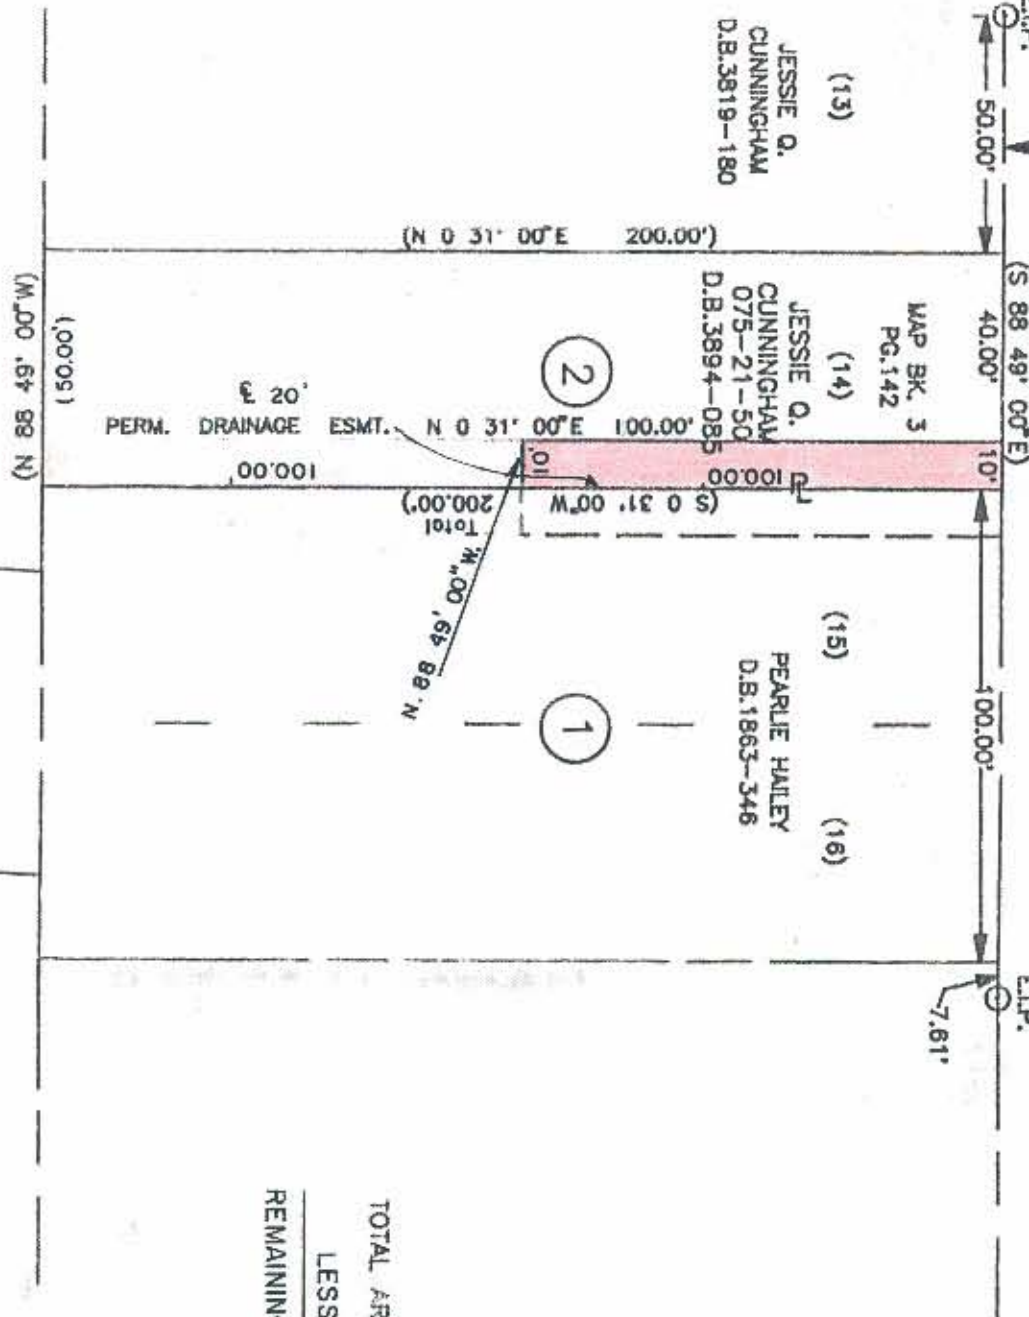 50.00'
(S 88 49' 00"E)
40.00'
10'
100.00'
7.61'
E.I.P.
(13)
JESSIE Q.
CUNNINGHAM
D.B.3819-180
(N 0 31' 00"E 200.00')
MAP BK. 3
PG.142
(14)
JESSIE Q.
CUNNINGHAM
075-21-50
D.B.3894-085
2
℄ 20'
PERM. DRAINAGE ESMT.
N 0 31' 00"E 100.00'
10'
100.00
100.00
(S 0 31' 00"W
200.00')
Total
N. 88 49' 00" W.
(15)
PEARLIE HAILEY
D.B.1863-346
(16)
1
(50.00')
(N 88 49' 00"W)
TOTAL AR
LESS
REMAINING